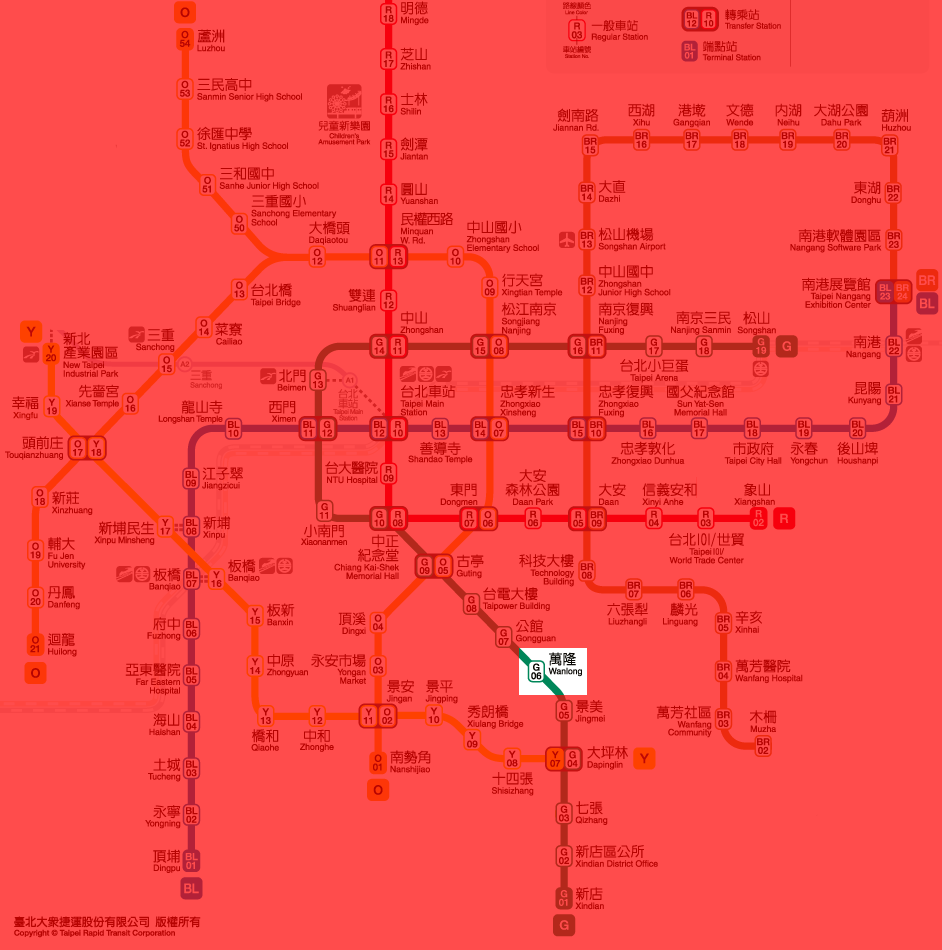 路線顏色
Line Color
R
03
一般車站
Regular Station
車站編號
Station No.
BL
12
R
10
轉乘站
Transfer Station
BL
01
端點站
Terminal Station
O
O
54
蘆洲
Luzhou
O
53
三民高中
Sanmin Senior High School
O
52
徐匯中學
St. Ignatius High School
O
51
三和國中
Sanhe Junior High School
O
50
三重國小
Sanchong Elementary
School
R
18
明德
Mingde
R
17
芝山
Zhishan
R
16
士林
Shilin
兒童新樂園
Children's
Amusement Park
R
15
劍潭
Jiantan
R
14
圓山
Yuanshan
大橋頭
Daqiaotou
O
12
民權西路
Minquan
W. Rd.
O
11
R
13
中山國小
Zhongshan
Elementary School
O
10
O
09
行天宮
Xingtian Temple
劍南路
Jiannan Rd.
BR
15
西湖
Xihu
BR
16
港墘
Gangqian
BR
17
文德
Wende
BR
18
內湖
Neihu
BR
19
大湖公園
Dahu Park
BR
20
葫洲
Huzhou
BR
21
BR
14
大直
Dazhi
東湖
Donghu
BR
22
BR
13
松山機場
Songshan Airport
南港軟體園區
Nangang Software Park
BR
23
BR
12
中山國中
Zhongshan
Junior High School
南港展覽館
Taipei Nangang
Exhibition Center
BL
23
BR
24
BR
BL
O
13
台北橋
Taipei Bridge
雙連
Shuanglian
R
12
O
14
菜寮
Cailiao
三重
Sanchong
O
15
A2
三重
Sanchong
Y
Y
20
新北
產業園區
New Taipei
Industrial Park
幸福
Xingfu
Y
19
先嗇宮
Xianse Temple
O
16
頭前庄
Touqianzhuang
O
17
Y
18
中山
Zhongshan
G
14
R
11
松江南京
Songjiang
Nanjing
G
15
O
08
南京復興
Nanjing
Fuxing
G
16
BR
11
台北小巨蛋
Taipei Arena
G
17
南京三民
Nanjing Sanmin
G
18
松山
Songshan
G
19
G
南港
Nangang
BL
22
昆陽
Kunyang
BL
21
北門
Beimen
G
13
A1
台北
車站
Taipei Main
Station
台北車站
Taipei Main
Station
BL
12
R
10
龍山寺
Longshan Temple
BL
10
西門
Ximen
BL
11
G
12
BL
13
善導寺
Shandao Temple
忠孝新生
Zhongxiao
Xinsheng
BL
14
O
07
忠孝復興
Zhongxiao
Fuxing
BL
15
BR
10
BL
16
忠孝敦化
Zhongxiao Dunhua
國父紀念館
Sun Yat-Sen
Memorial Hall
BL
17
BL
18
市政府
Taipei City Hall
BL
19
永春
Yongchun
BL
20
後山埤
Houshanpi
江子翠
Jiangzicui
BL
09
台大醫院
NTU Hospital
R
09
O
18
新莊
Xinzhuang
新埔民生
Xinpu Minsheng
Y
17
BL
08
新埔
Xinpu
G
11
小南門
Xiaonanmen
G
10
R
08
中正
紀念堂
Chiang Kai-Shek
Memorial Hall
東門
Dongmen
R
07
O
06
大安
森林公園
Daan Park
R
06
大安
Daan
R
05
BR
09
信義安和
Xinyi Anhe
R
04
R
03
台北101/世貿
Taipei 101/
World Trade Center
象山
Xiangshan
R
02
R
O
19
輔大
Fu Jen
University
O
20
丹鳳
Danfeng
O
21
迴龍
Huilong
O
板橋
Banqiao
BL
07
Y
16
板橋
Banqiao
G
09
O
05
古亭
Guting
科技大樓
Technology
Building
BR
08
BR
07
六張犁
Liuzhangli
BR
06
麟光
Linguang
BR
05
辛亥
Xinhai
BR
04
萬芳醫院
Wanfang Hospital
萬芳社區
Wanfang
Community
BR
03
木柵
Muzha
BR
02
G
08
台電大樓
Taipower Building
G
07
公館
Gongguan
G
06
萬隆
Wanlong
G
05
景美
Jingmei
府中
Fuzhong
BL
06
亞東醫院
Far Eastern
Hospital
BL
05
海山
Haishan
BL
04
土城
Tucheng
BL
03
永寧
Yongning
BL
02
頂埔
Dingpu
BL
01
BL
Y
15
板新
Banxin
Y
14
中原
Zhongyuan
Y
13
橋和
Qiaohe
Y
12
中和
Zhonghe
頂溪
Dingxi
O
04
永安市場
Yongan
Market
O
03
景安
Jingan
Y
11
O
02
景平
Jingping
Y
10
O
01
南勢角
Nanshijiao
O
秀朗橋
Xiulang Bridge
Y
09
Y
08
十四張
Shisizhang
Y
07
G
04
大坪林
Dapinglin
Y
G
03
七張
Qizhang
G
02
新店區公所
Xindian District Office
G
01
新店
Xindian
G
臺北大眾捷運股份有限公司 版權所有
Copyright © Taipei Rapid Transit Corporation